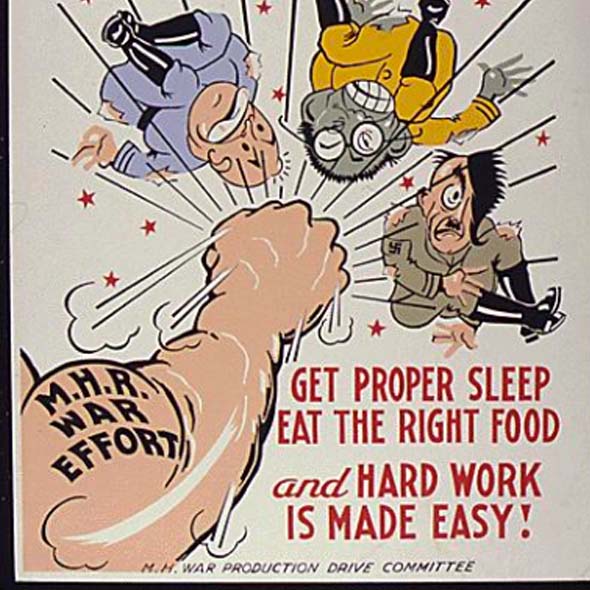 M.H.R.
WAR
EFFORT
GET PROPER SLEEP
EAT THE RIGHT FOOD
and HARD WORK
IS MADE EASY!
M.H. WAR PRODUCTION DRIVE COMMITTEE